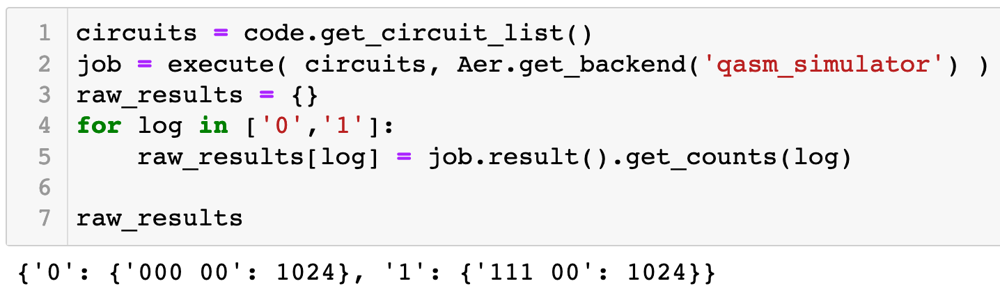 1 circuits = code.get_circuit_list()
2 job = execute( circuits, Aer.get_backend('qasm_simulator') )
3 raw_results = {}
4 for log in ['0','1']:
5     raw_results[log] = job.result().get_counts(log)
6
7 raw_results
{'0': {'000 00': 1024}, '1': {'111 00': 1024}}